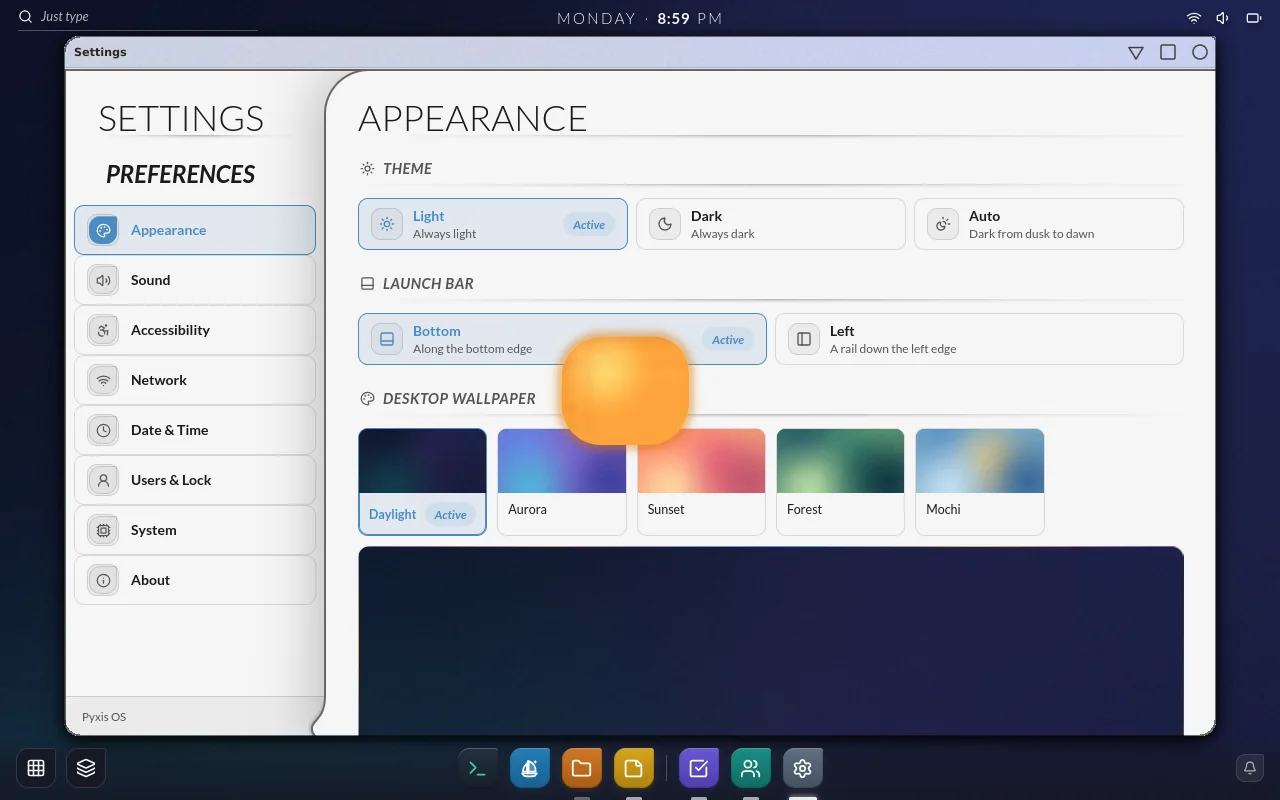 Just type
MONDAY · 8:59 PM
Settings
SETTINGS
PREFERENCES
Appearance
Sound
Accessibility
Network
Date & Time
Users & Lock
System
About
Pyxis OS
APPEARANCE
THEME
Light
Always light
Active
Dark
Always dark
Auto
Dark from dusk to dawn
LAUNCH BAR
Bottom
Along the bottom edge
Active
Left
A rail down the left edge
DESKTOP WALLPAPER
Daylight
Active
Aurora
Sunset
Forest
Mochi